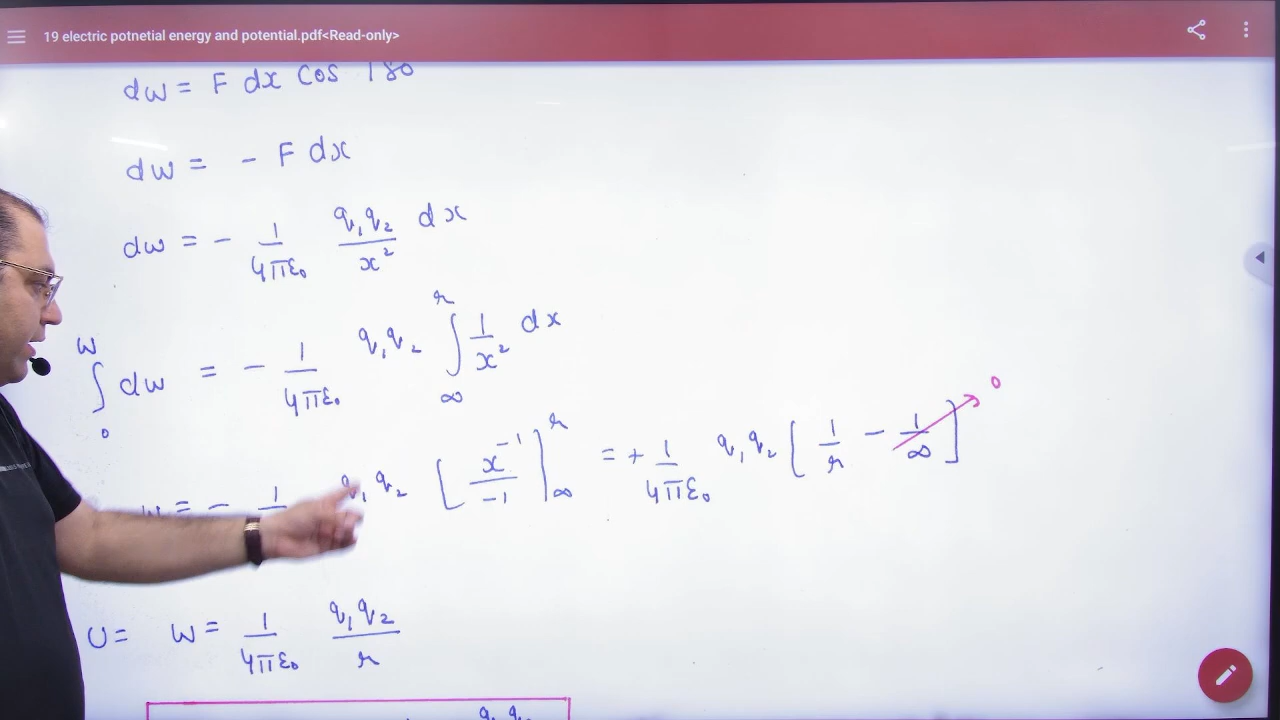 19 electric potnetial energy and potential.pdf<Read-only>
dw = F dx cos 180
dw = - F dx
dw = - 1/4πε₀ q₁q₂/x² dx
∫₀^W dw = - 1/4πε₀ q₁q₂ ∫_∞^r 1/x² dx
w = - 1 q₁q₂ [x⁻¹/-1]_∞^r = + 1/4πε₀ q₁q₂ [1/r - 1/∞] 0
U = W = 1/4πε₀ q₁q₂/r
q₁q₂